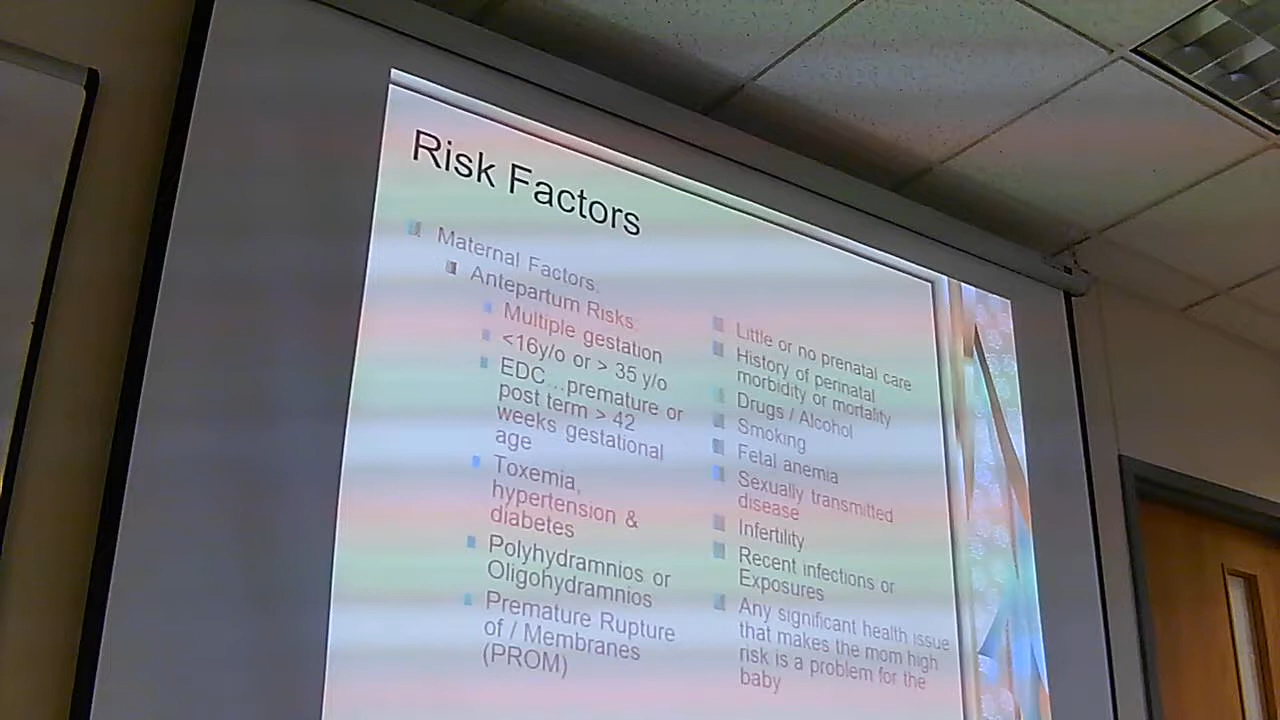 Risk Factors
Maternal Factors:
Antepartum Risks:
Multiple gestation
<16y/o or > 35 y/o
EDC...premature or
post term > 42
weeks gestational
age
Toxemia,
hypertension &
diabetes
Polyhydramnios or
Oligohydramnios
Premature Rupture
of / Membranes
(PROM)
Little or no prenatal care
History of perinatal
morbidity or mortality
Drugs / Alcohol
Smoking
Fetal anemia
Sexually transmitted
disease
Infertility
Recent infections or
Exposures
Any significant health issue
that makes the mom high
risk is a problem for the
baby